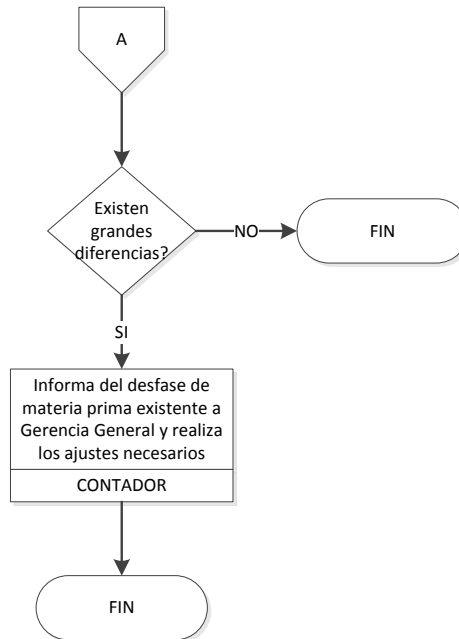 A
Existen
grandes
diferencias?
NO
FIN
SI
Informa del desfase de
materia prima existente a
Gerencia General y realiza
los ajustes necesarios
CONTADOR
FIN